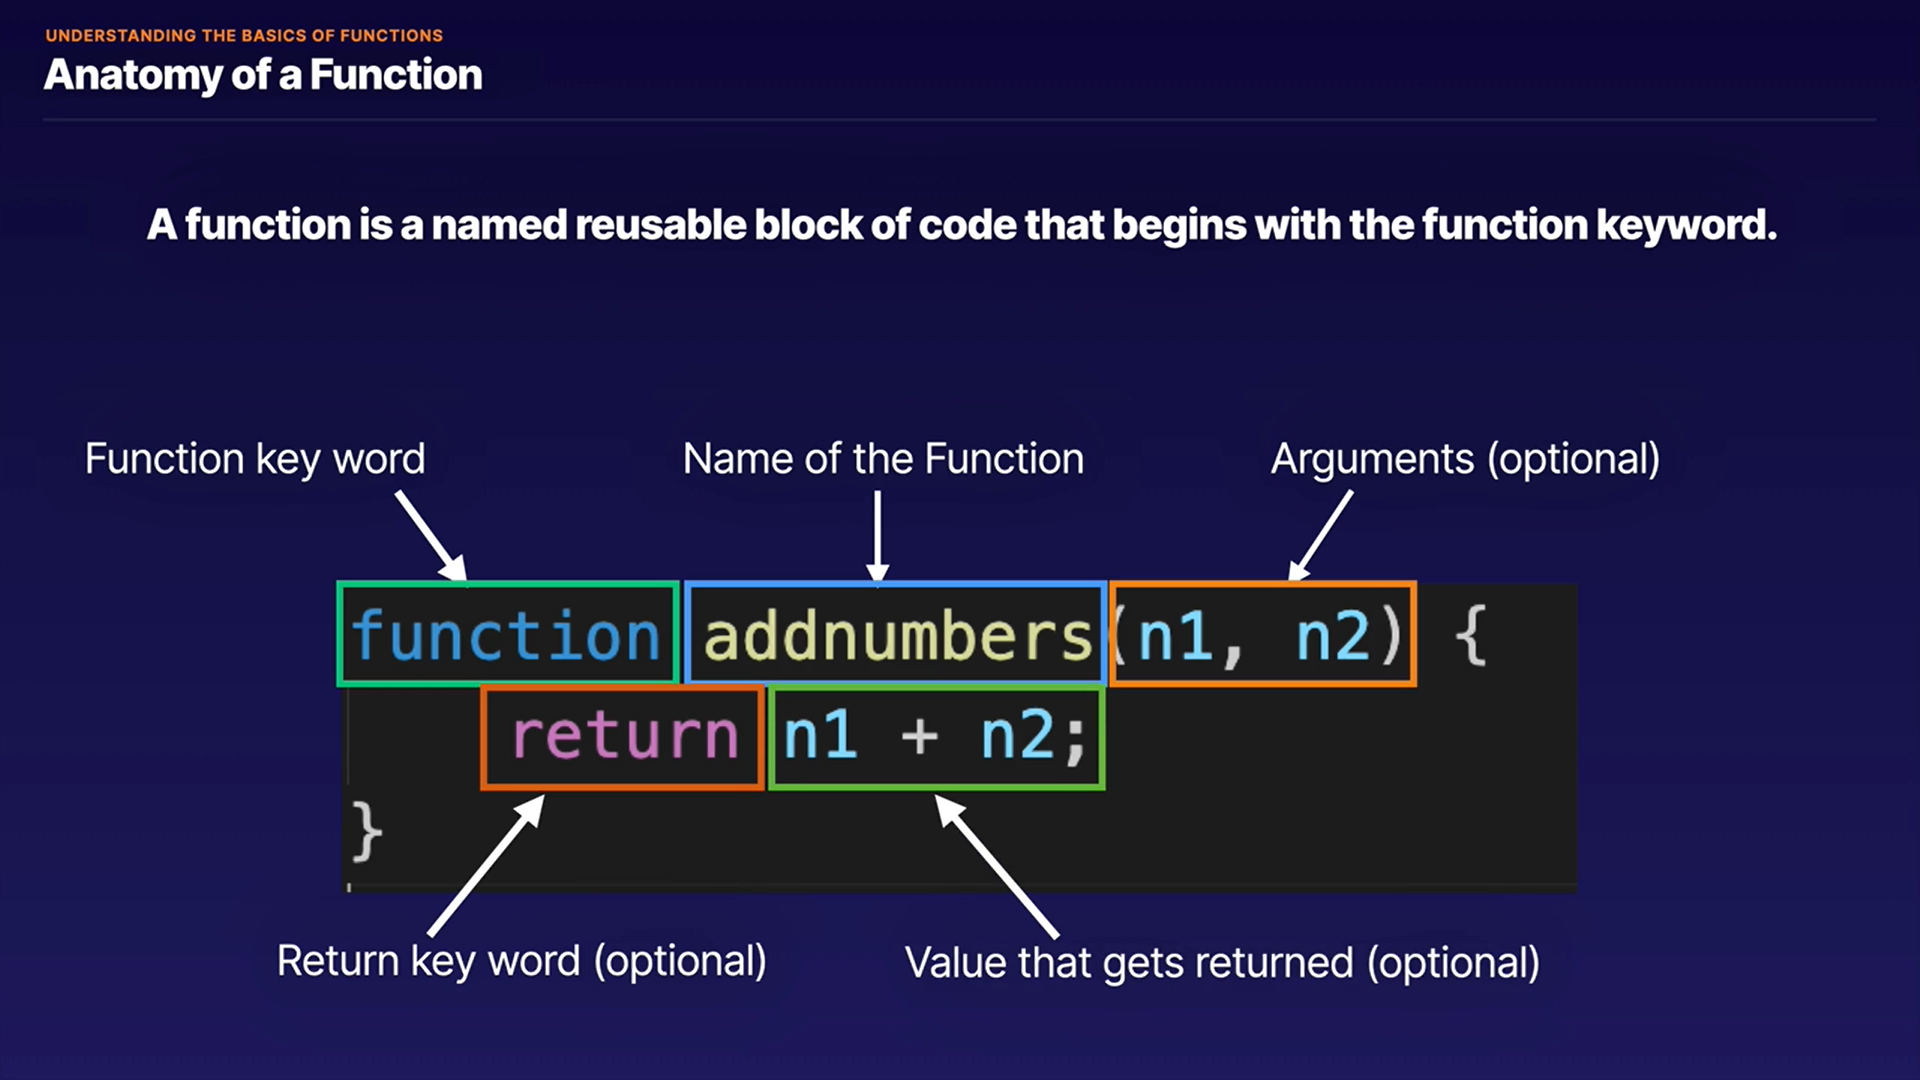 UNDERSTANDING THE BASICS OF FUNCTIONS
Anatomy of a Function
A function is a named reusable block of code that begins with the function keyword.
Function key word
Name of the Function
Arguments (optional)
function addnumbers(n1, n2) {
return n1 + n2;
}
Return key word (optional)
Value that gets returned (optional)